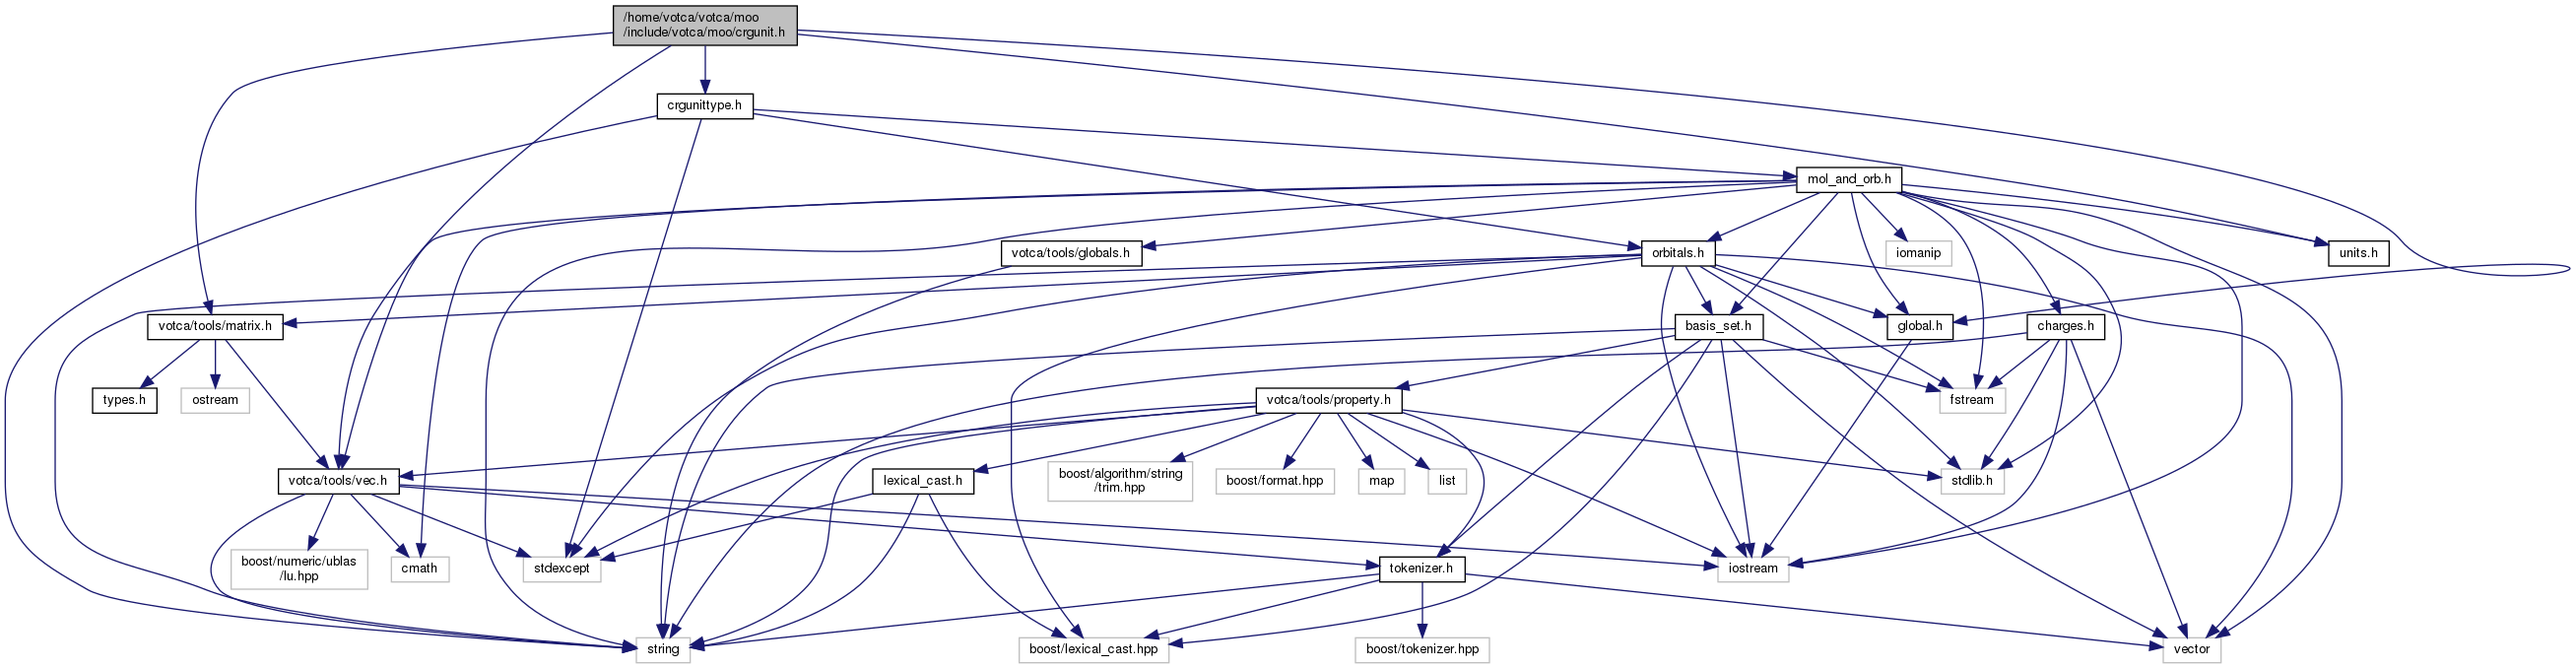 /home/votca/votca/moo
/include/votca/moo/crgunit.h
crgunittype.h
mol_and_orb.h
votca/tools/globals.h
orbitals.h
iomanip
units.h
votca/tools/matrix.h
basis_set.h
global.h
charges.h
types.h
ostream
votca/tools/property.h
fstream
votca/tools/vec.h
lexical_cast.h
boost/algorithm/string
/trim.hpp
boost/format.hpp
map
list
stdlib.h
boost/numeric/ublas
/lu.hpp
cmath
stdexcept
tokenizer.h
iostream
string
boost/lexical_cast.hpp
boost/tokenizer.hpp
vector